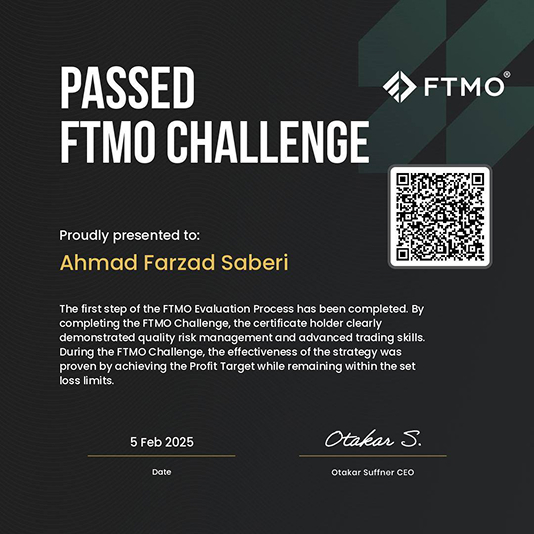 PASSED
FTMO CHALLENGE
FTMO®
Proudly presented to:
Ahmad Farzad Saberi
The first step of the FTMO Evaluation Process has been completed. By
completing the FTMO Challenge, the certificate holder clearly
demonstrated quality risk management and advanced trading skills.
During the FTMO Challenge, the effectiveness of the strategy was
proven by achieving the Profit Target while remaining within the set
loss limits.
5 Feb 2025
Date
Otakar S.
Otakar Suffner CEO